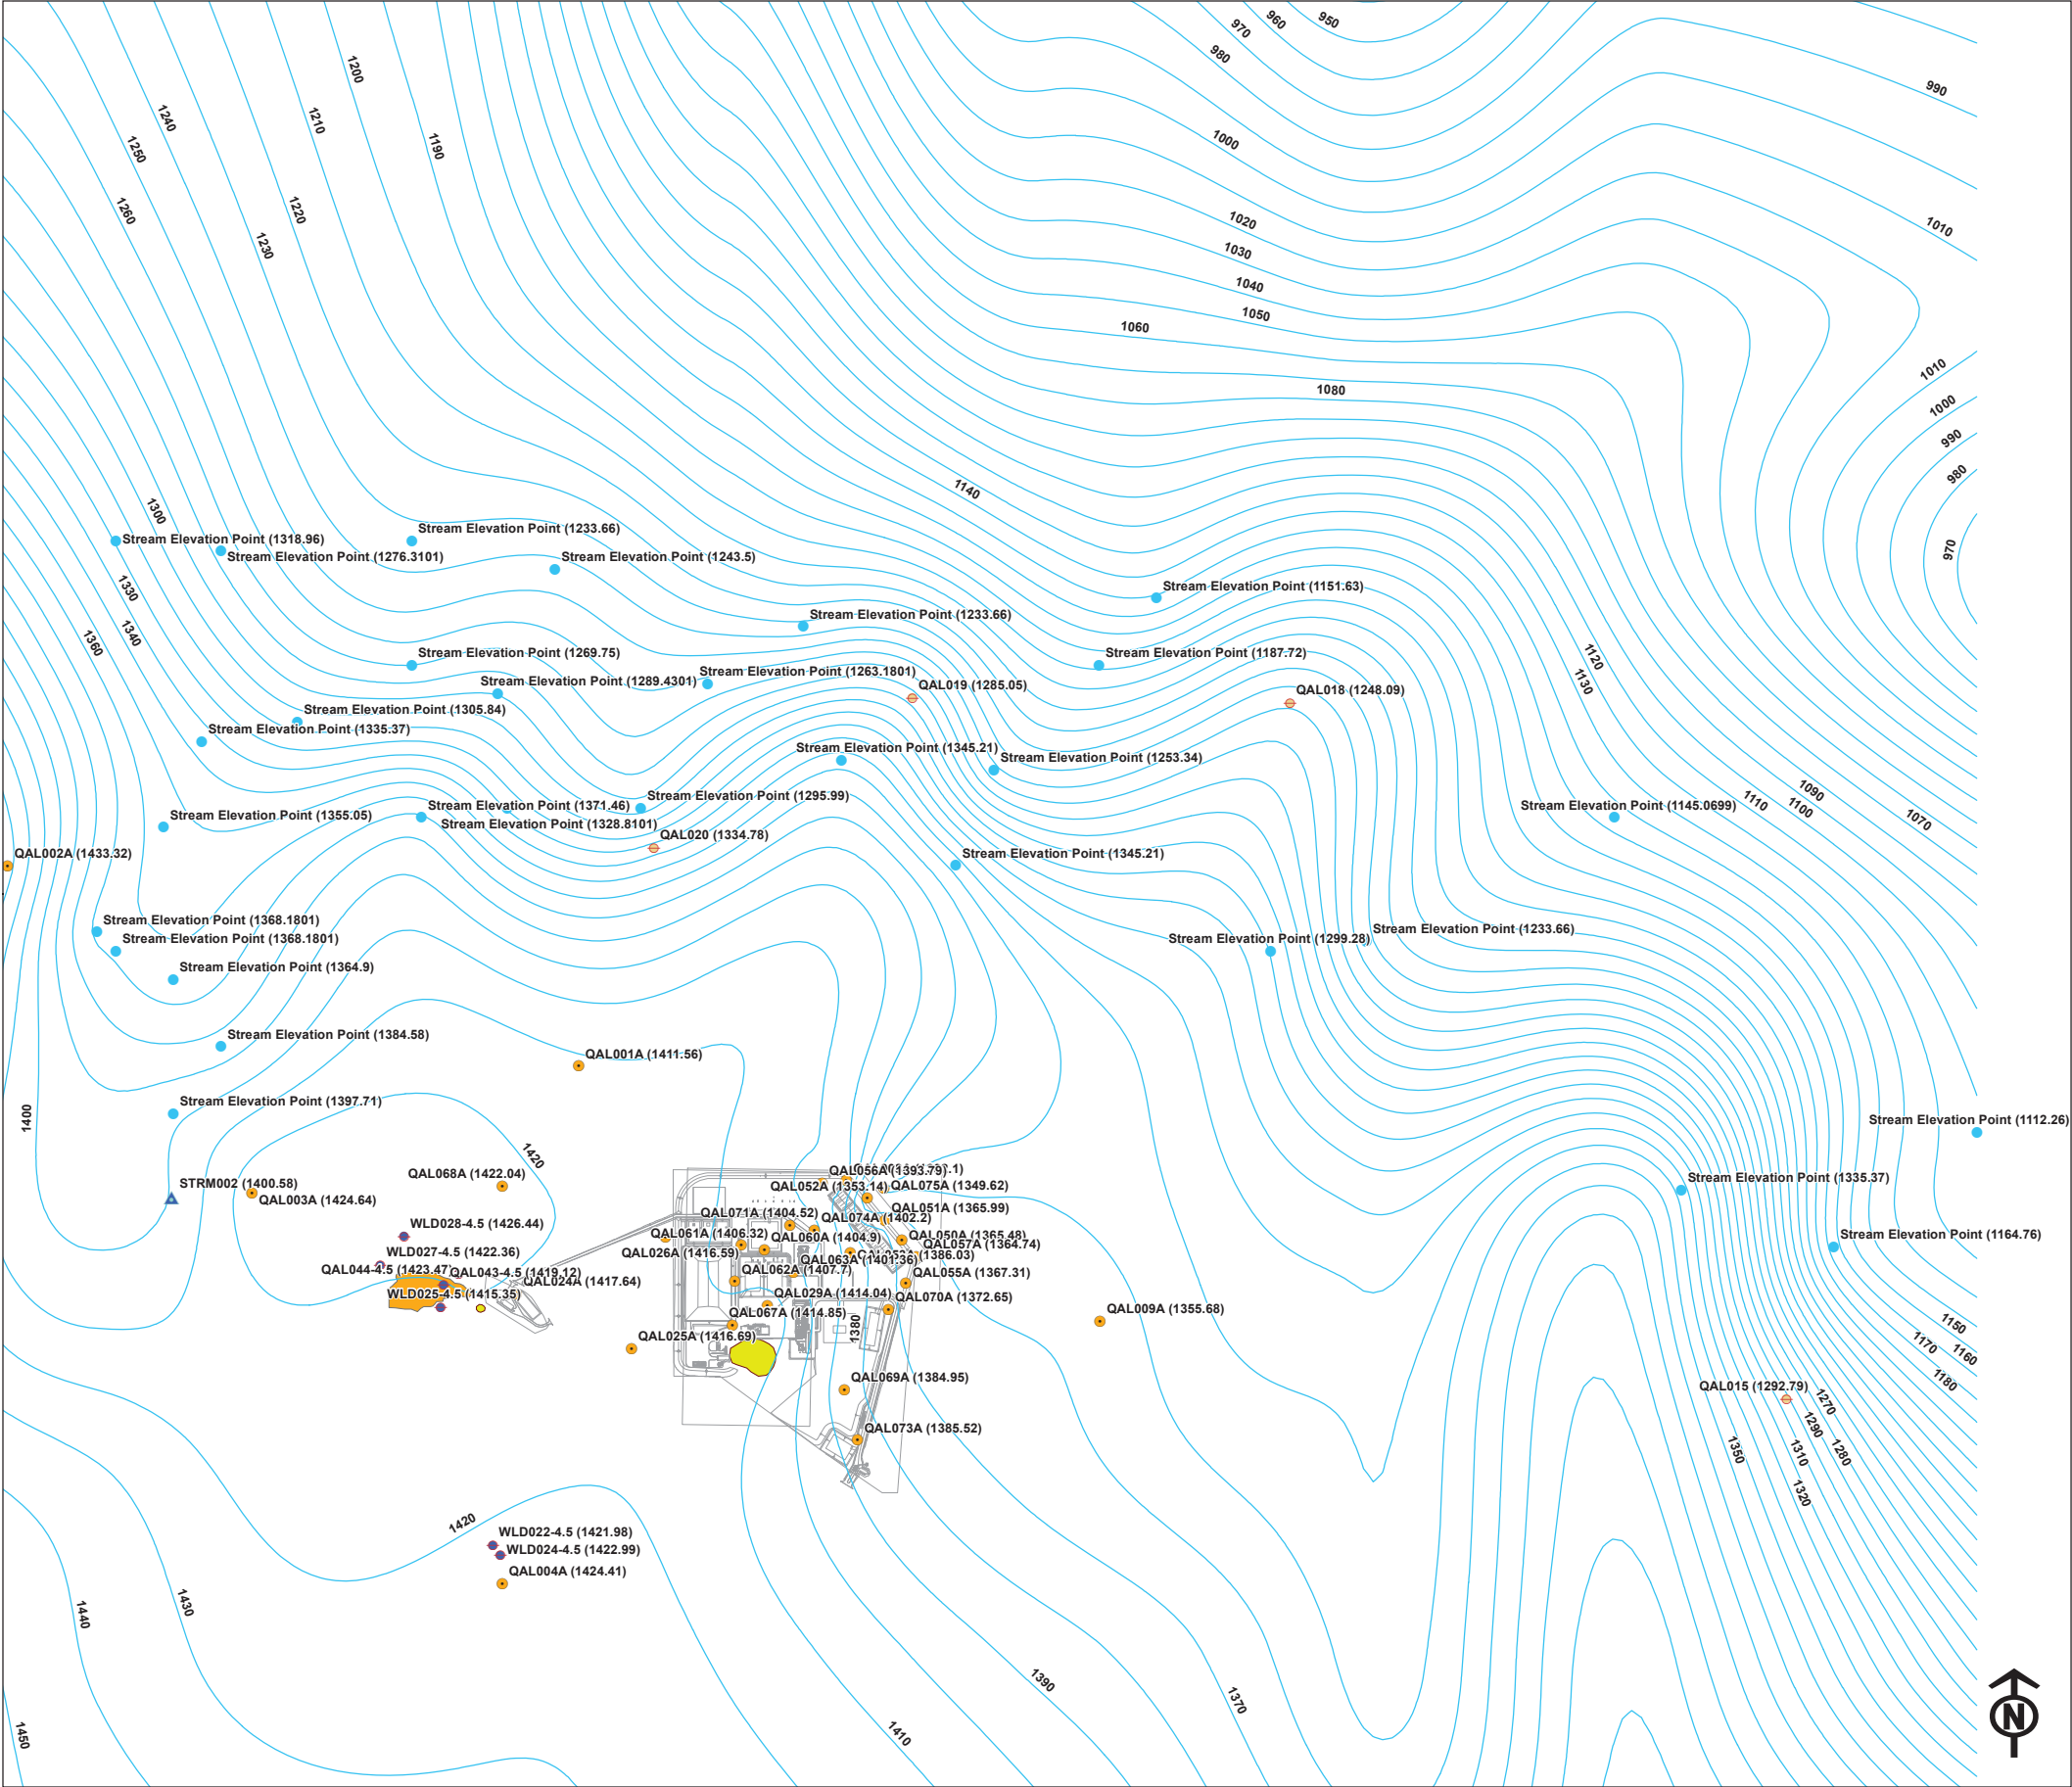 950
960
970
980
990
1200
1240
1210
1190
1250
1000
1260
1220
1020
1010
1230
1030
1040
1050
1060
1010
1080
1000
990
980
1140
1300
Stream Elevation Point (1233.66)
Stream Elevation Point (1318.96)
Stream Elevation Point (1276.3101)
Stream Elevation Point (1243.5)
970
1330
Stream Elevation Point (1151.63)
Stream Elevation Point (1233.66)
1340
1360
Stream Elevation Point (1269.75)
Stream Elevation Point (1187.72)
1120
1130
Stream Elevation Point (1263.1801)
Stream Elevation Point (1289.4301)
QAL019 (1285.05)
QAL018 (1248.09)
Stream Elevation Point (1305.84)
Stream Elevation Point (1335.37)
Stream Elevation Point (1345.21)
Stream Elevation Point (1253.34)
1090
1110
1100
1070
Stream Elevation Point (1295.99)
Stream Elevation Point (1371.46)
Stream Elevation Point (1145.0699)
Stream Elevation Point (1355.05)
Stream Elevation Point (1328.8101)
QAL020 (1334.78)
QAL002A (1433.32)
Stream Elevation Point (1345.21)
Stream Elevation Point (1368.1801)
Stream Elevation Point (1233.66)
Stream Elevation Point (1368.1801)
Stream Elevation Point (1299.28)
Stream Elevation Point (1364.9)
Stream Elevation Point (1384.58)
QAL001A (1411.56)
Stream Elevation Point (1397.71)
1400
Stream Elevation Point (1112.26)
1420
QAL056A (1393.79)
QAL068A (1422.04)
Stream Elevation Point (1335.37)
STRM002 (1400.58)
QAL052A (1353.14)
QAL075A (1349.62)
QAL003A (1424.64)
QAL051A (1365.99)
QAL071A (1404.52)
QAL074A (1402.2)
WLD028-4.5 (1426.44)
QAL061A (1406.32)
QAL060A (1404.9)
QAL050A (1365.48)
QAL057A (1364.74)
Stream Elevation Point (1164.76)
WLD027-4.5 (1422.36)
QAL026A (1416.59)
QAL063A (1401.36)
(1386.03)
QAL044-4.5 (1423.47)
QAL043-4.5 (1419.12)
QAL024A (1417.64)
QAL062A (1407.7)
QAL055A (1367.31)
WLD025-4.5 (1415.35)
QAL029A (1414.04)
QAL070A (1372.65)
QAL067A (1414.85)
QAL009A (1355.68)
1380
QAL025A (1416.69)
1150
1170
1160
1180
QAL069A (1384.95)
QAL015 (1292.79)
1270
QAL073A (1385.52)
1290
1350
1310
1280
1320
1420
WLD022-4.5 (1421.98)
WLD024-4.5 (1422.99)
QAL004A (1424.41)
1430
1440
1390
1370
1410
1450
N